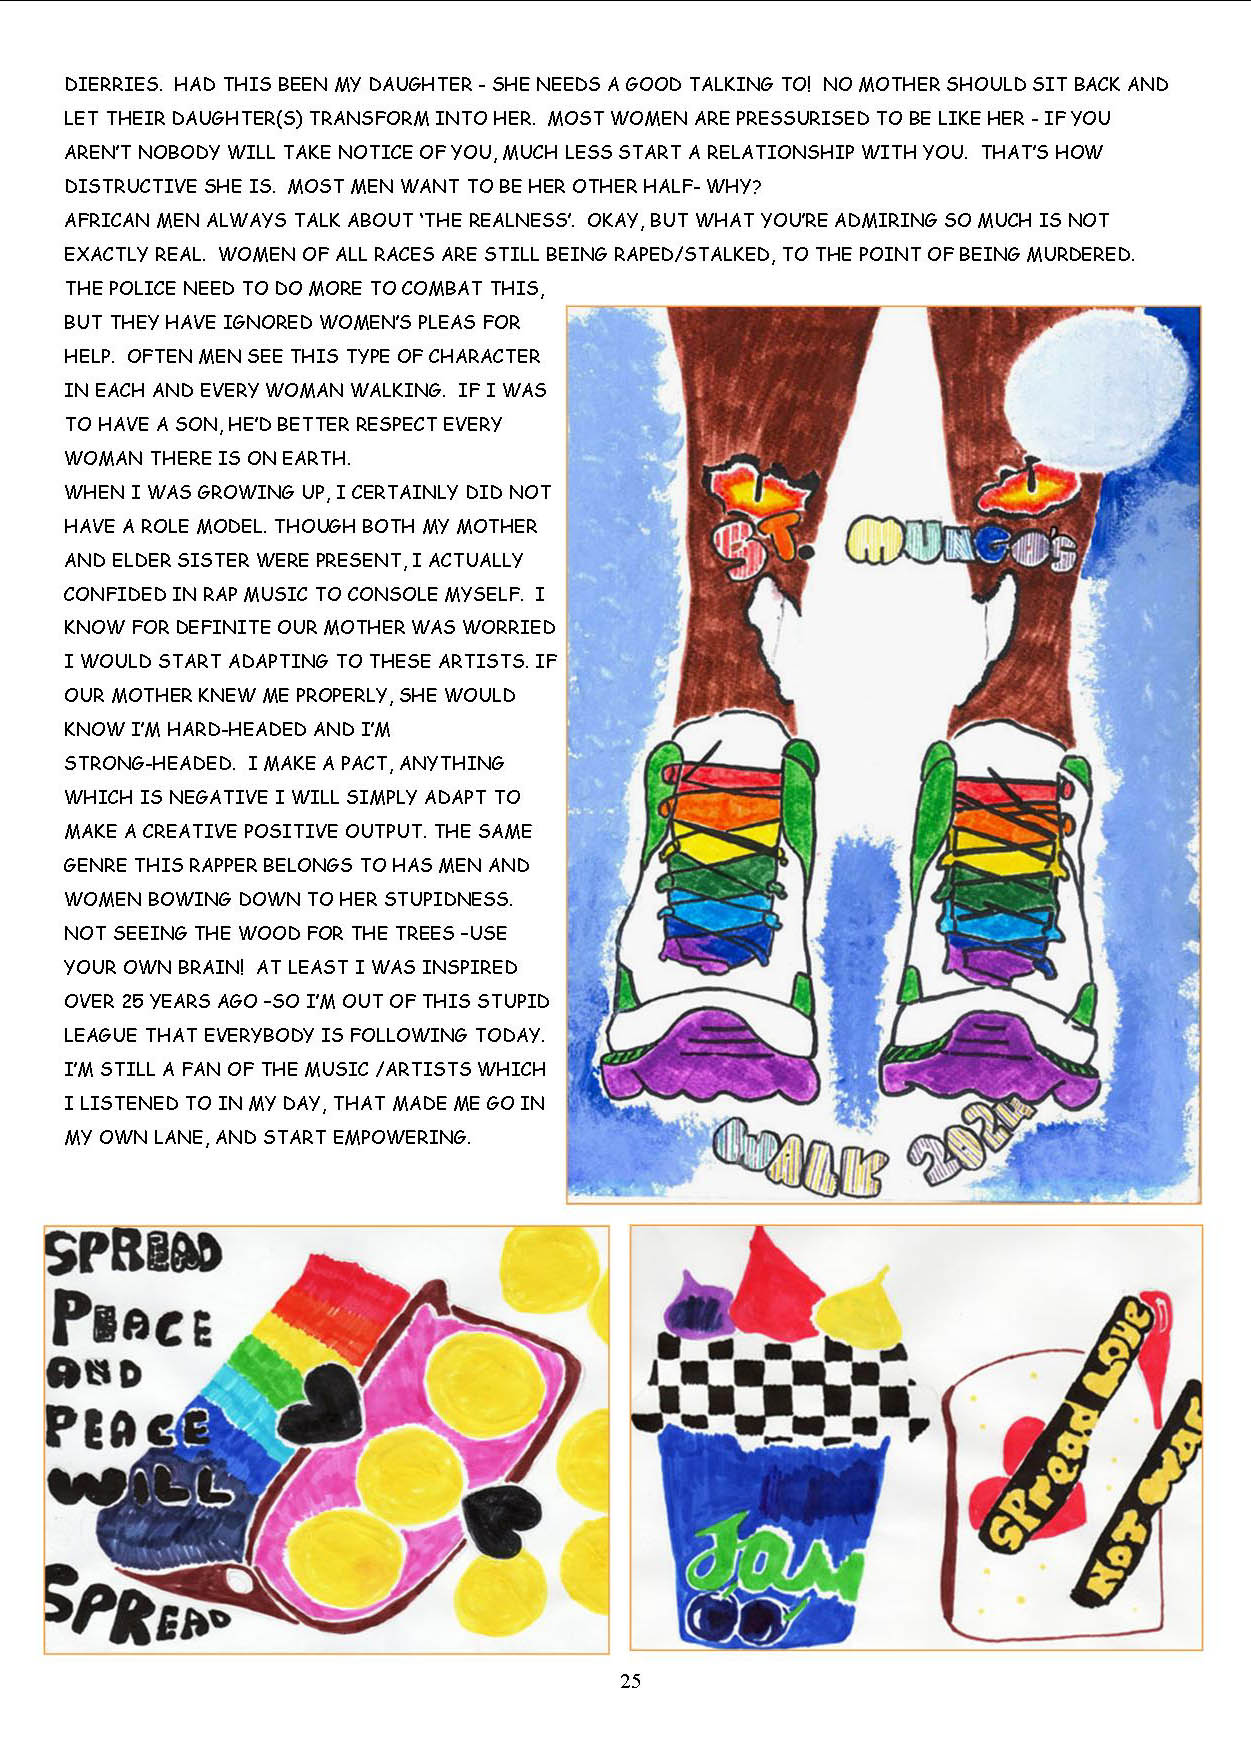 DIERRIES.  HAD THIS BEEN MY DAUGHTER - SHE NEEDS A GOOD TALKING TO!  NO MOTHER SHOULD SIT BACK AND
LET THEIR DAUGHTER(S) TRANSFORM INTO HER.  MOST WOMEN ARE PRESSURISED TO BE LIKE HER - IF YOU
AREN'T NOBODY WILL TAKE NOTICE OF YOU, MUCH LESS START A RELATIONSHIP WITH YOU.  THAT'S HOW
DISTRUCTIVE SHE IS.  MOST MEN WANT TO BE HER OTHER HALF- WHY?
AFRICAN MEN ALWAYS TALK ABOUT 'THE REALNESS'.  OKAY, BUT WHAT YOU'RE ADMIRING SO MUCH IS NOT
EXACTLY REAL.  WOMEN OF ALL RACES ARE STILL BEING RAPED/STALKED, TO THE POINT OF BEING MURDERED.
THE POLICE NEED TO DO MORE TO COMBAT THIS,
BUT THEY HAVE IGNORED WOMEN'S PLEAS FOR
HELP.  OFTEN MEN SEE THIS TYPE OF CHARACTER
IN EACH AND EVERY WOMAN WALKING.  IF I WAS
TO HAVE A SON, HE'D BETTER RESPECT EVERY
WOMAN THERE IS ON EARTH.
WHEN I WAS GROWING UP, I CERTAINLY DID NOT
HAVE A ROLE MODEL. THOUGH BOTH MY MOTHER
AND ELDER SISTER WERE PRESENT, I ACTUALLY
CONFIDED IN RAP MUSIC TO CONSOLE MYSELF.  I
KNOW FOR DEFINITE OUR MOTHER WAS WORRIED
I WOULD START ADAPTING TO THESE ARTISTS. IF
OUR MOTHER KNEW ME PROPERLY, SHE WOULD
KNOW I'M HARD-HEADED AND I'M
STRONG-HEADED.  I MAKE A PACT, ANYTHING
WHICH IS NEGATIVE I WILL SIMPLY ADAPT TO
MAKE A CREATIVE POSITIVE OUTPUT. THE SAME
GENRE THIS RAPPER BELONGS TO HAS MEN AND
WOMEN BOWING DOWN TO HER STUPIDNESS.
NOT SEEING THE WOOD FOR THE TREES –USE
YOUR OWN BRAIN!  AT LEAST I WAS INSPIRED
OVER 25 YEARS AGO –SO I'M OUT OF THIS STUPID
LEAGUE THAT EVERYBODY IS FOLLOWING TODAY.
I'M STILL A FAN OF THE MUSIC /ARTISTS WHICH
I LISTENED TO IN MY DAY, THAT MADE ME GO IN
MY OWN LANE, AND START EMPOWERING.
ST. MUNGO'S
WALK 2024
SPREAD
PEACE
AND
PEACE
WILL
SPREAD
Jam
SPreaD LOVE
NOT WAR
25